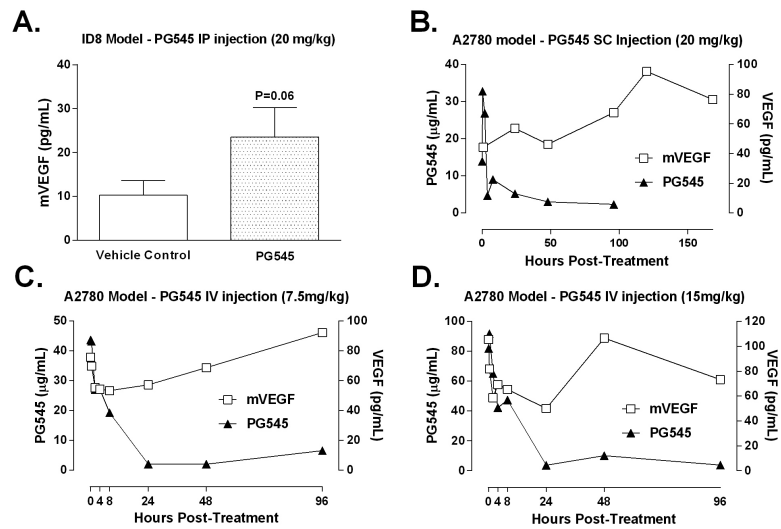 A.
ID8 Model - PG545 IP injection (20 mg/kg)
mVEGF (pg/mL)
40
30
20
10
0
P=0.06
Vehicle Control
PG545
B.
A2780 model - PG545 SC Injection (20 mg/kg)
PG545 (µg/mL)
40
30
20
10
0
mVEGF
PG545
100
80
60
40
20
0
VEGF (pg/mL)
0 50 100 150
Hours Post-Treatment
C.
A2780 Model - PG545 IV injection (7.5mg/kg)
PG545 (µg/mL)
50
40
30
20
10
0
mVEGF
PG545
100
80
60
40
20
0
VEGF (pg/mL)
0 4 8 24 48 96
Hours Post-Treatment
D.
A2780 Model - PG545 IV injection (15mg/kg)
PG545 (µg/mL)
100
80
60
40
20
0
mVEGF
PG545
120
100
80
60
40
20
0
VEGF (pg/mL)
0 4 8 24 48 96
Hours Post-Treatment